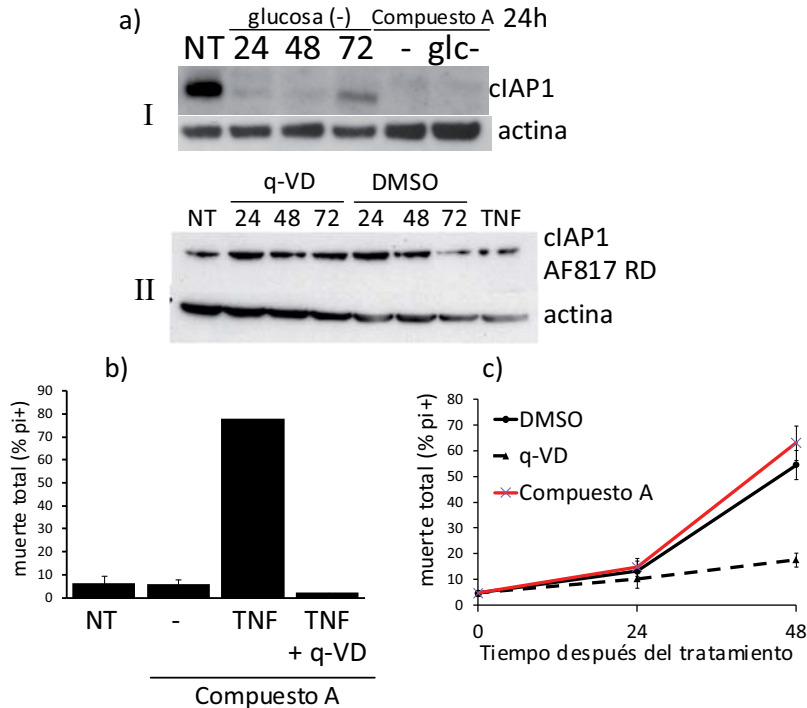 a)
glucosa (-) Compuesto A 24h
NT 24 48 72 - glc-
cIAP1
I
actina
q-VD DMSO
NT 24 48 72 24 48 72 TNF
cIAP1
AF817 RD
II
actina
b)
muerte total (% pi+)
90
80
70
60
50
40
30
20
10
0
NT - TNF TNF
+ q-VD
Compuesto A
c)
muerte total (% pi+)
80
70
60
50
40
30
20
10
0
DMSO
q-VD
Compuesto A
0 24 48
Tiempo después del tratamiento